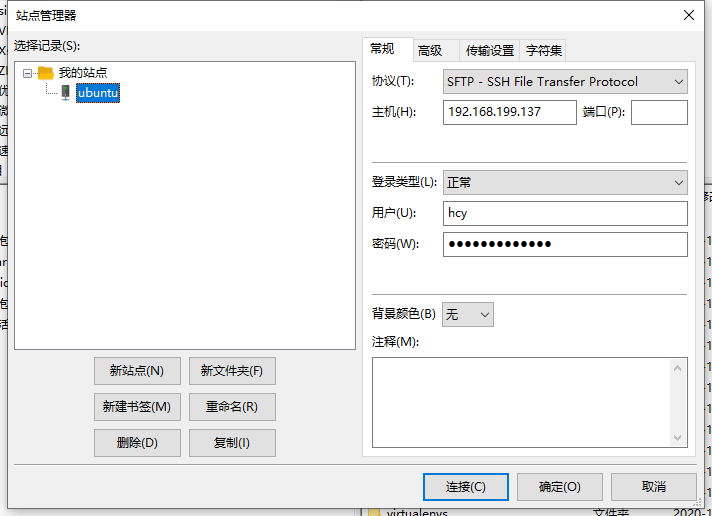 站点管理器
选择记录(S):
我的站点
ubuntu
新站点(N)
新文件夹(F)
新建书签(M)
重命名(R)
删除(D)
复制(I)
常规
高级
传输设置
字符集
协议(T):
SFTP - SSH File Transfer Protocol
主机(H):
192.168.199.137
端口(P):
登录类型(L):
正常
用户(U):
hcy
密码(W):
●●●●●●●●●●●●●
背景颜色(B)
无
注释(M):
连接(C)
确定(O)
取消
virtualenvs
文件夹
2020-1